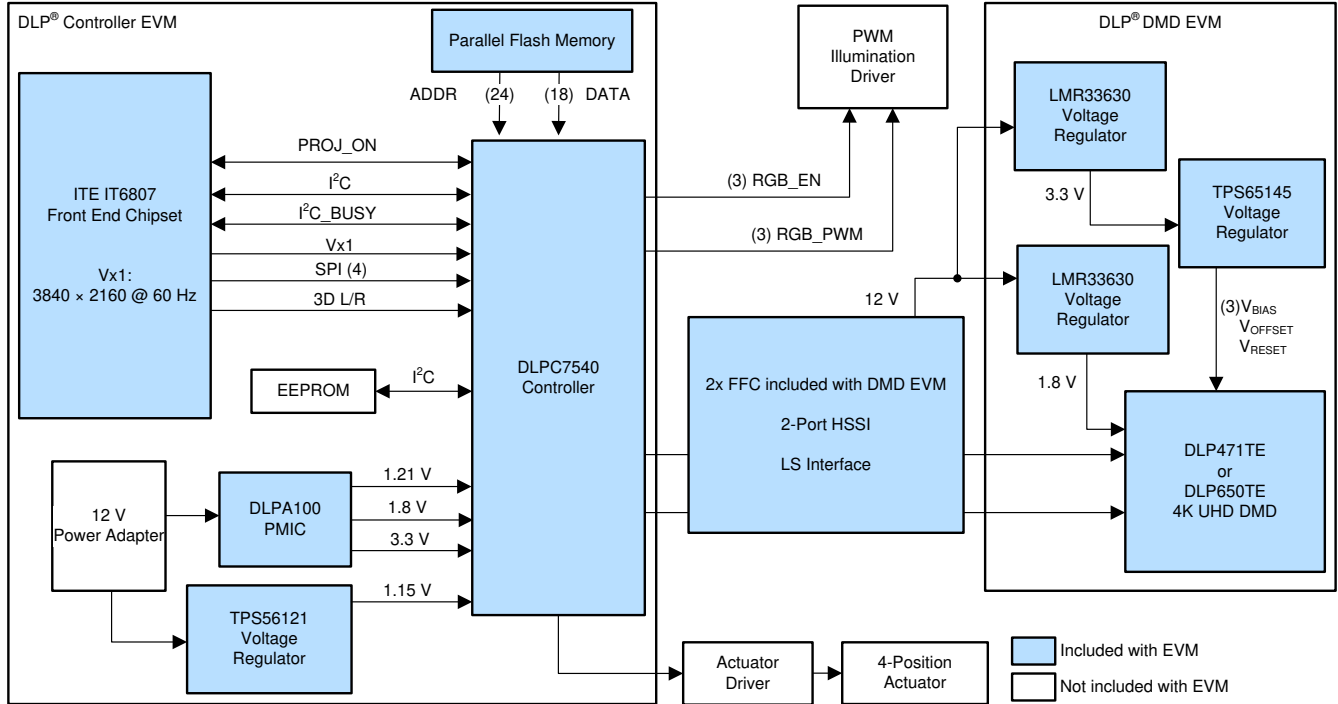 DLP® Controller EVM
Parallel Flash Memory
ADDR (24) (18) DATA
ITE IT6807
Front End Chipset
Vx1:
3840 × 2160 @ 60 Hz
PROJ_ON
I²C
I²C_BUSY
Vx1
SPI (4)
3D L/R
EEPROM
I²C
DLPC7540
Controller
12 V
Power Adapter
DLPA100
PMIC
1.21 V
1.8 V
3.3 V
TPS56121
Voltage
Regulator
1.15 V
PWM
Illumination
Driver
(3) RGB_EN
(3) RGB_PWM
12 V
2x FFC included with DMD EVM
2-Port HSSI
LS Interface
Actuator
Driver
4-Position
Actuator
DLP® DMD EVM
LMR33630
Voltage
Regulator
3.3 V
TPS65145
Voltage
Regulator
LMR33630
Voltage
Regulator
(3)VBIAS
VOFFSET
VRESET
1.8 V
DLP471TE
or
DLP650TE
4K UHD DMD
Included with EVM
Not included with EVM